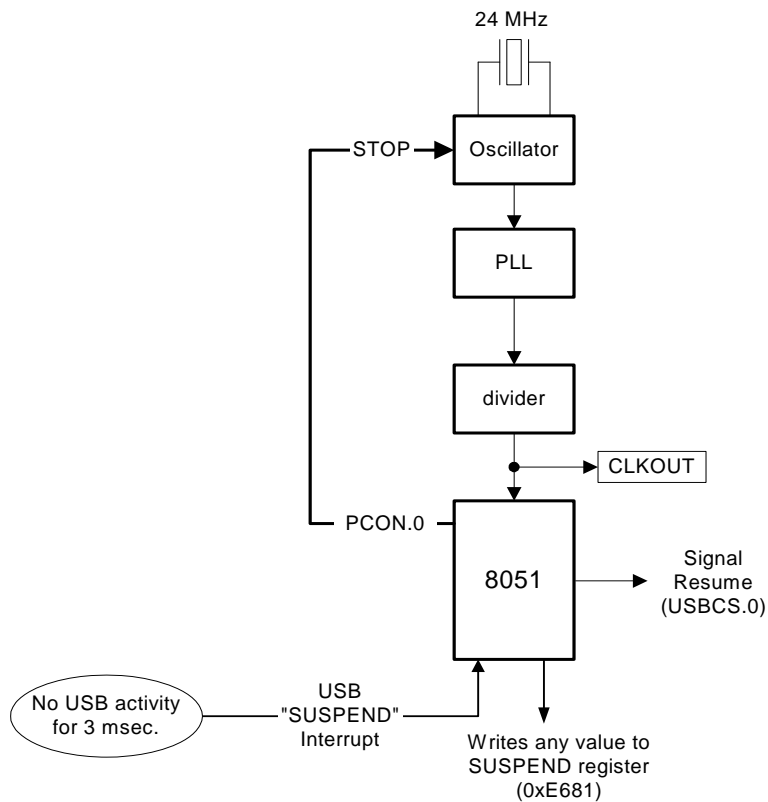 24 MHz
STOP
Oscillator
PLL
divider
CLKOUT
PCON.0
8051
Signal
Resume
(USBCS.0)
No USB activity
for 3 msec.
USB
"SUSPEND"
Interrupt
Writes any value to
SUSPEND register
(0xE681)